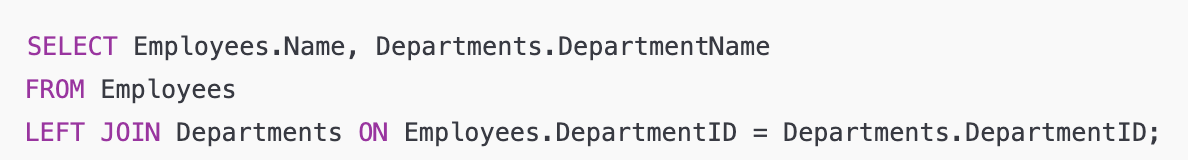 SELECT Employees.Name, Departments.DepartmentName
FROM Employees
LEFT JOIN Departments ON Employees.DepartmentID = Departments.DepartmentID;